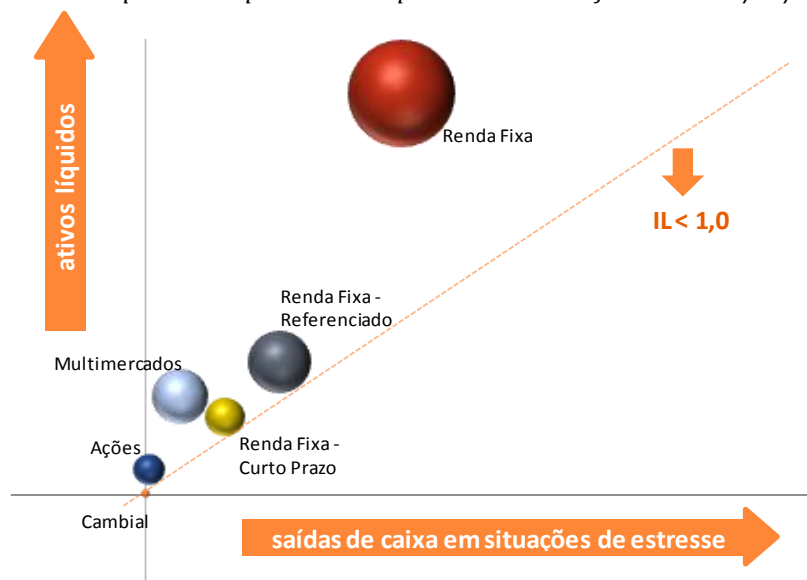 ativos líquidos
Renda Fixa
IL < 1,0
Renda Fixa -
Referenciado
Multimercados
Ações
Renda Fixa -
Curto Prazo
Cambial
saídas de caixa em situações de estresse